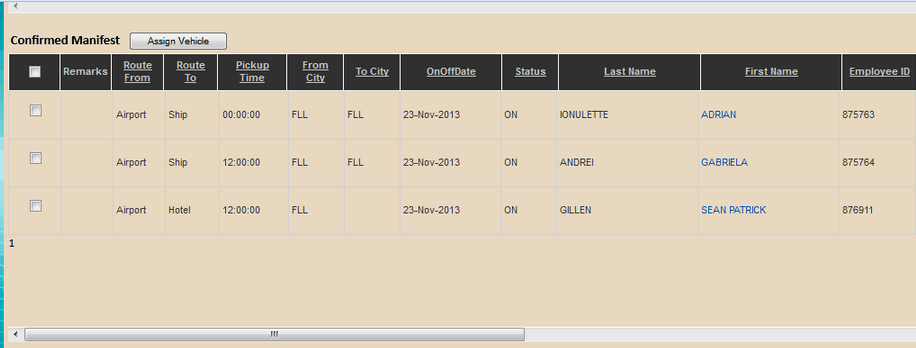 Confirmed Manifest Assign Vehicle
Remarks Route From Route To Pickup Time From City To City OnOffDate Status Last Name First Name Employee ID
Airport Ship 00:00:00 FLL FLL 23-Nov-2013 ON IONULETTE ADRIAN 875763
Airport Ship 12:00:00 FLL FLL 23-Nov-2013 ON ANDREI GABRIELA 875764
Airport Hotel 12:00:00 FLL 23-Nov-2013 ON GILLEN SEAN PATRICK 876911
1